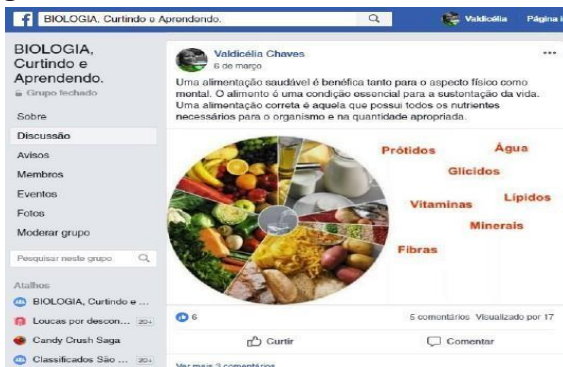 BIOLOGIA, Curtindo e Aprendendo.
Valdicélia
Página i
BIOLOGIA,
Curtindo e
Aprendendo.
Grupo fechado
Sobre
Discussão
Avisos
Membros
Eventos
Fotos
Moderar grupo
Pesquisar neste grupo
Atalhos
BIOLOGIA, Curtindo e ...
Loucas por descon... 20+
Candy Crush Saga
Classificados São ... 20+
Valdicélia Chaves
6 de março
Uma alimentação saudável é benéfica tanto para o aspecto físico como
mental. O alimento é uma condição essencial para a sustentação da vida.
Uma alimentação correta é aquela que possui todos os nutrientes
necessários para o organismo e na quantidade apropriada.
Prótidos
Água
Glícidos
Vitaminas
Lípidos
Minerais
Fibras
6
5 comentários Visualizado por 17
Curtir
Comentar
Ver mais 3 comentários